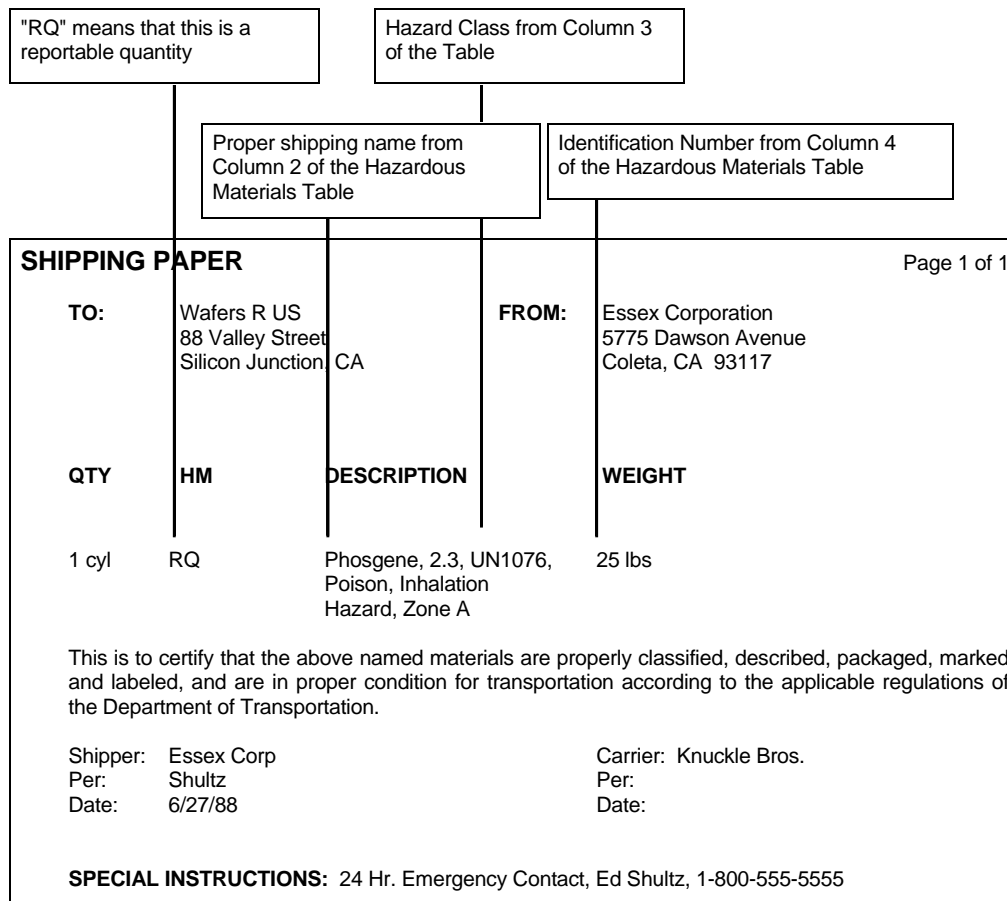 "RQ" means that this is a
reportable quantity
Hazard Class from Column 3
of the Table
Proper shipping name from
Column 2 of the Hazardous
Materials Table
Identification Number from Column 4
of the Hazardous Materials Table
SHIPPING PAPER Page 1 of 1
TO: Wafers R US FROM: Essex Corporation
88 Valley Street 5775 Dawson Avenue
Silicon Junction, CA Coleta, CA 93117
QTY HM DESCRIPTION WEIGHT
1 cyl RQ Phosgene, 2.3, UN1076, 25 lbs
Poison, Inhalation
Hazard, Zone A
This is to certify that the above named materials are properly classified, described, packaged, marked
and labeled, and are in proper condition for transportation according to the applicable regulations of
the Department of Transportation.
Shipper: Essex Corp Carrier: Knuckle Bros.
Per: Shultz Per:
Date: 6/27/88 Date:
SPECIAL INSTRUCTIONS: 24 Hr. Emergency Contact, Ed Shultz, 1-800-555-5555